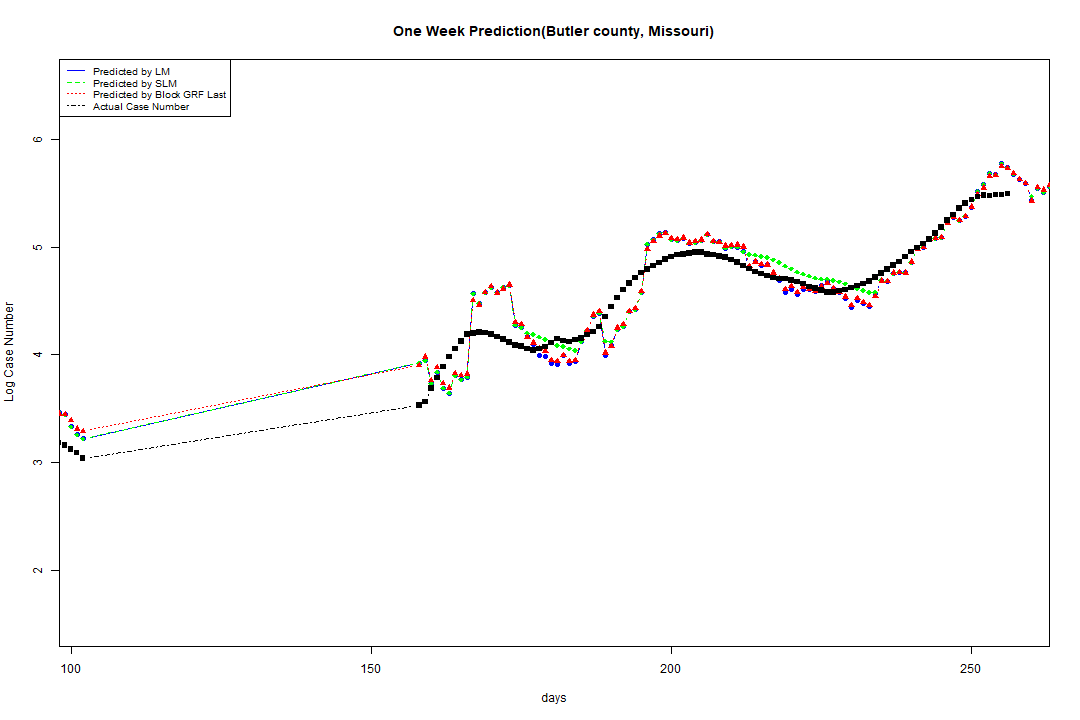 One Week Prediction(Butler county, Missouri)
Predicted by LM
Predicted by SLM
Predicted by Block GRF Last
Actual Case Number
6
5
4
3
2
Log Case Number
100 150 200 250
days